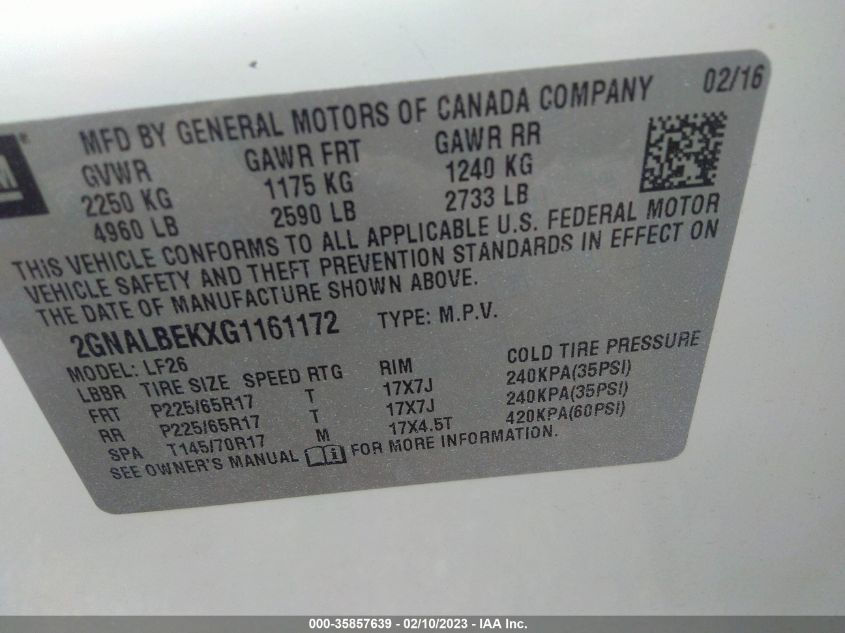 MFD BY GENERAL MOTORS OF CANADA COMPANY 02/16
GVWR GAWR FRT GAWR RR
2250 KG 1175 KG 1240 KG
4960 LB 2590 LB 2733 LB
THIS VEHICLE CONFORMS TO ALL APPLICABLE U.S. FEDERAL MOTOR
VEHICLE SAFETY AND THEFT PREVENTION STANDARDS IN EFFECT ON
THE DATE OF MANUFACTURE SHOWN ABOVE.
2GNALBEKXG1161172 TYPE: M.P.V.
MODEL: LF26
LBBR TIRE SIZE SPEED RTG RIM COLD TIRE PRESSURE
FRT P225/65R17 T 17X7J 240KPA(35PSI)
RR P225/65R17 T 17X7J 240KPA(35PSI)
SPA T145/70R17 M 17X4.5T 420KPA(60PSI)
SEE OWNER'S MANUAL FOR MORE INFORMATION.
000-35857639 - 02/10/2023 - IAA Inc.